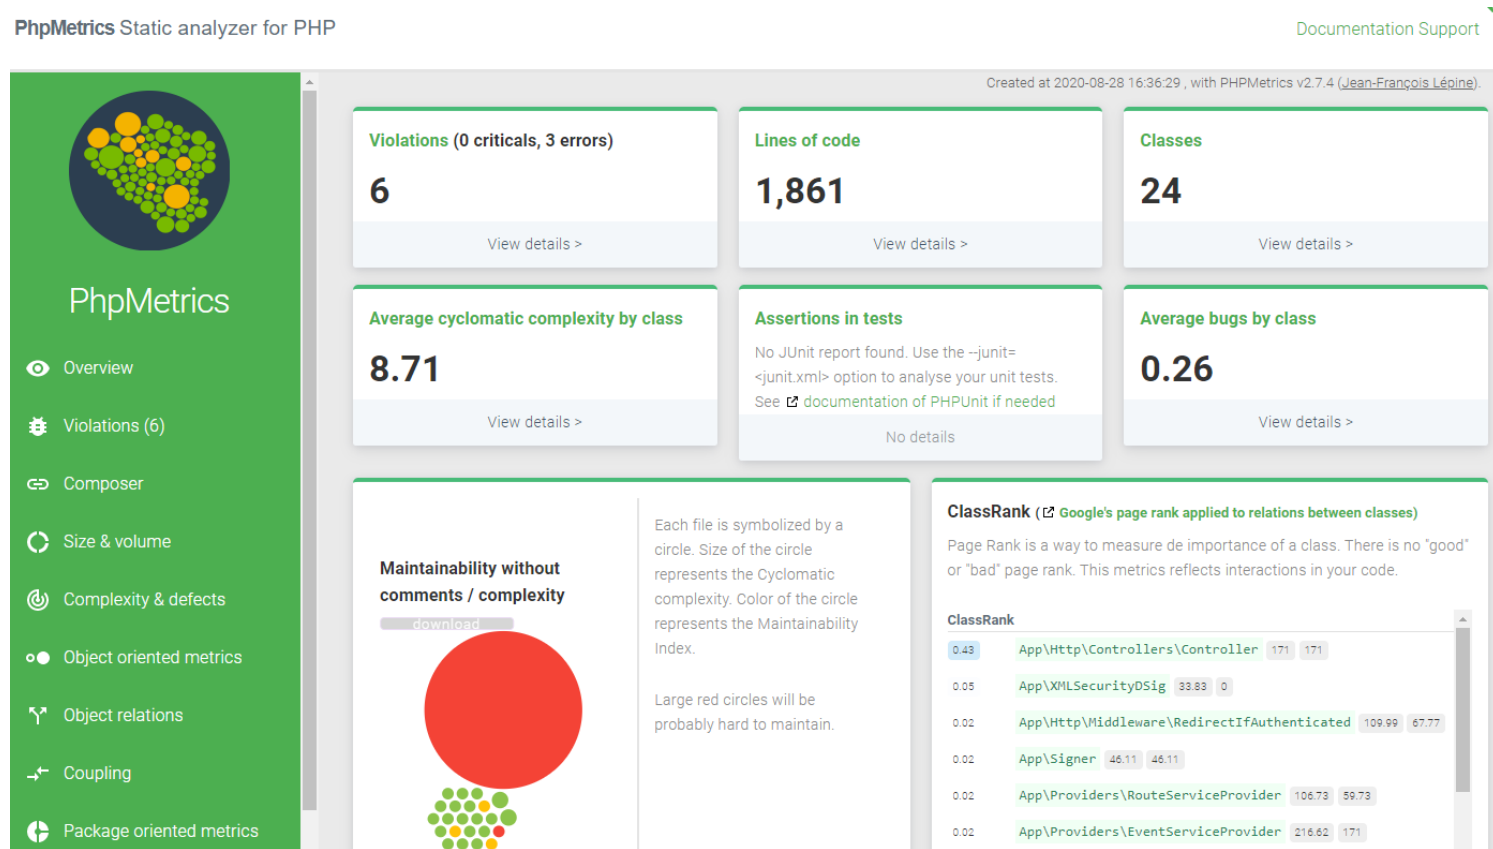 PhpMetrics Static analyzer for PHP
Documentation Support
Created at 2020-08-28 16:36:29 , with PHPMetrics v2.7.4 (Jean-François Lépine).
PhpMetrics
Overview
Violations (6)
Composer
Size & volume
Complexity & defects
Object oriented metrics
Object relations
Coupling
Package oriented metrics
Violations (0 criticals, 3 errors)
6
View details >
Lines of code
1,861
View details >
Classes
24
View details >
Average cyclomatic complexity by class
8.71
View details >
Assertions in tests
No JUnit report found. Use the --junit=
<junit.xml> option to analyse your unit tests.
See documentation of PHPUnit if needed
No details
Average bugs by class
0.26
View details >
Maintainability without
comments / complexity
download
Each file is symbolized by a
circle. Size of the circle
represents the Cyclomatic
complexity. Color of the circle
represents the Maintainability
Index.
Large red circles will be
probably hard to maintain.
ClassRank (Google's page rank applied to relations between classes)
Page Rank is a way to measure de importance of a class. There is no "good"
or "bad" page rank. This metrics reflects interactions in your code.
ClassRank
0.43 App\Http\Controllers\Controller 171 171
0.05 App\XMLSecurityDSig 33.83 0
0.02 App\Http\Middleware\RedirectIfAuthenticated 109.99 67.77
0.02 App\Signer 46.11 46.11
0.02 App\Providers\RouteServiceProvider 106.73 59.73
0.02 App\Providers\EventServiceProvider 216.62 171